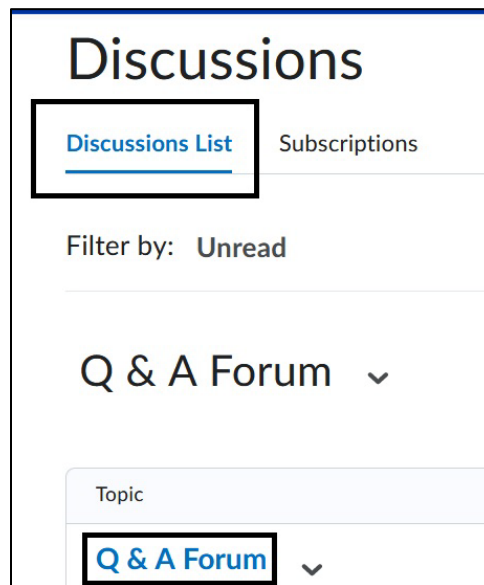 Discussions
Discussions List Subscriptions
Filter by: Unread
Q & A Forum
Topic
Q & A Forum